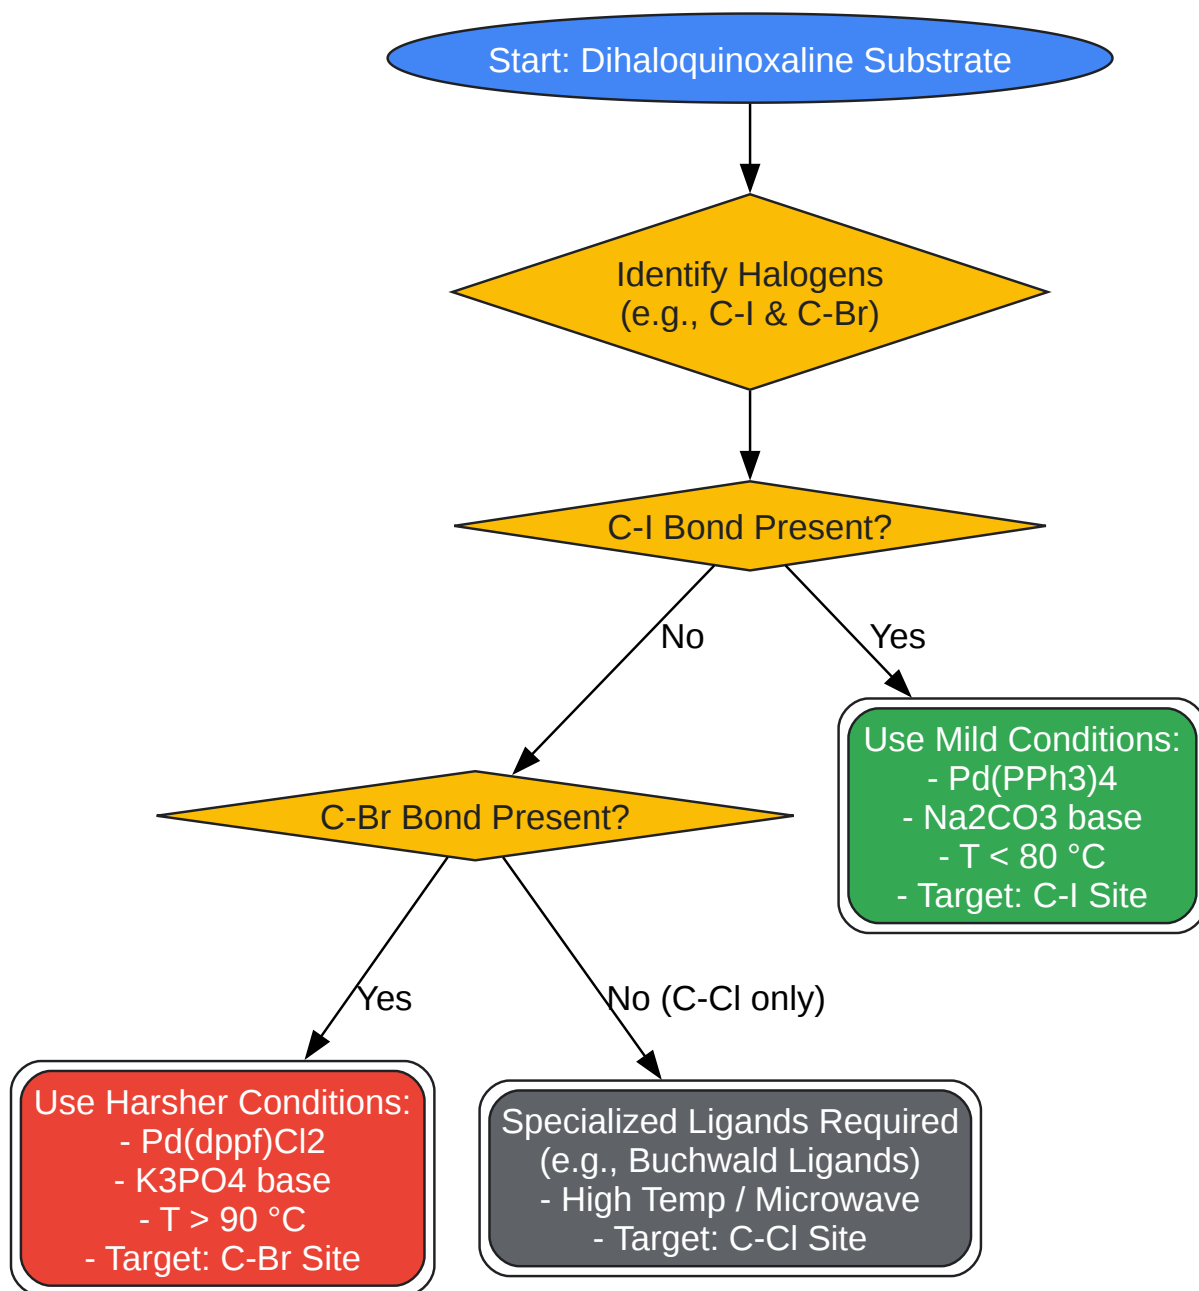 Start: Dihaloquinoxaline Substrate
Identify Halogens
(e.g., C-I & C-Br)
C-I Bond Present?
No
Yes
Use Mild Conditions:
- Pd(PPh3)4
- Na2CO3 base
- T < 80 °C
- Target: C-I Site
C-Br Bond Present?
Yes
No (C-Cl only)
Use Harsher Conditions:
- Pd(dppf)Cl2
- K3PO4 base
- T > 90 °C
- Target: C-Br Site
Specialized Ligands Required
(e.g., Buchwald Ligands)
- High Temp / Microwave
- Target: C-Cl Site